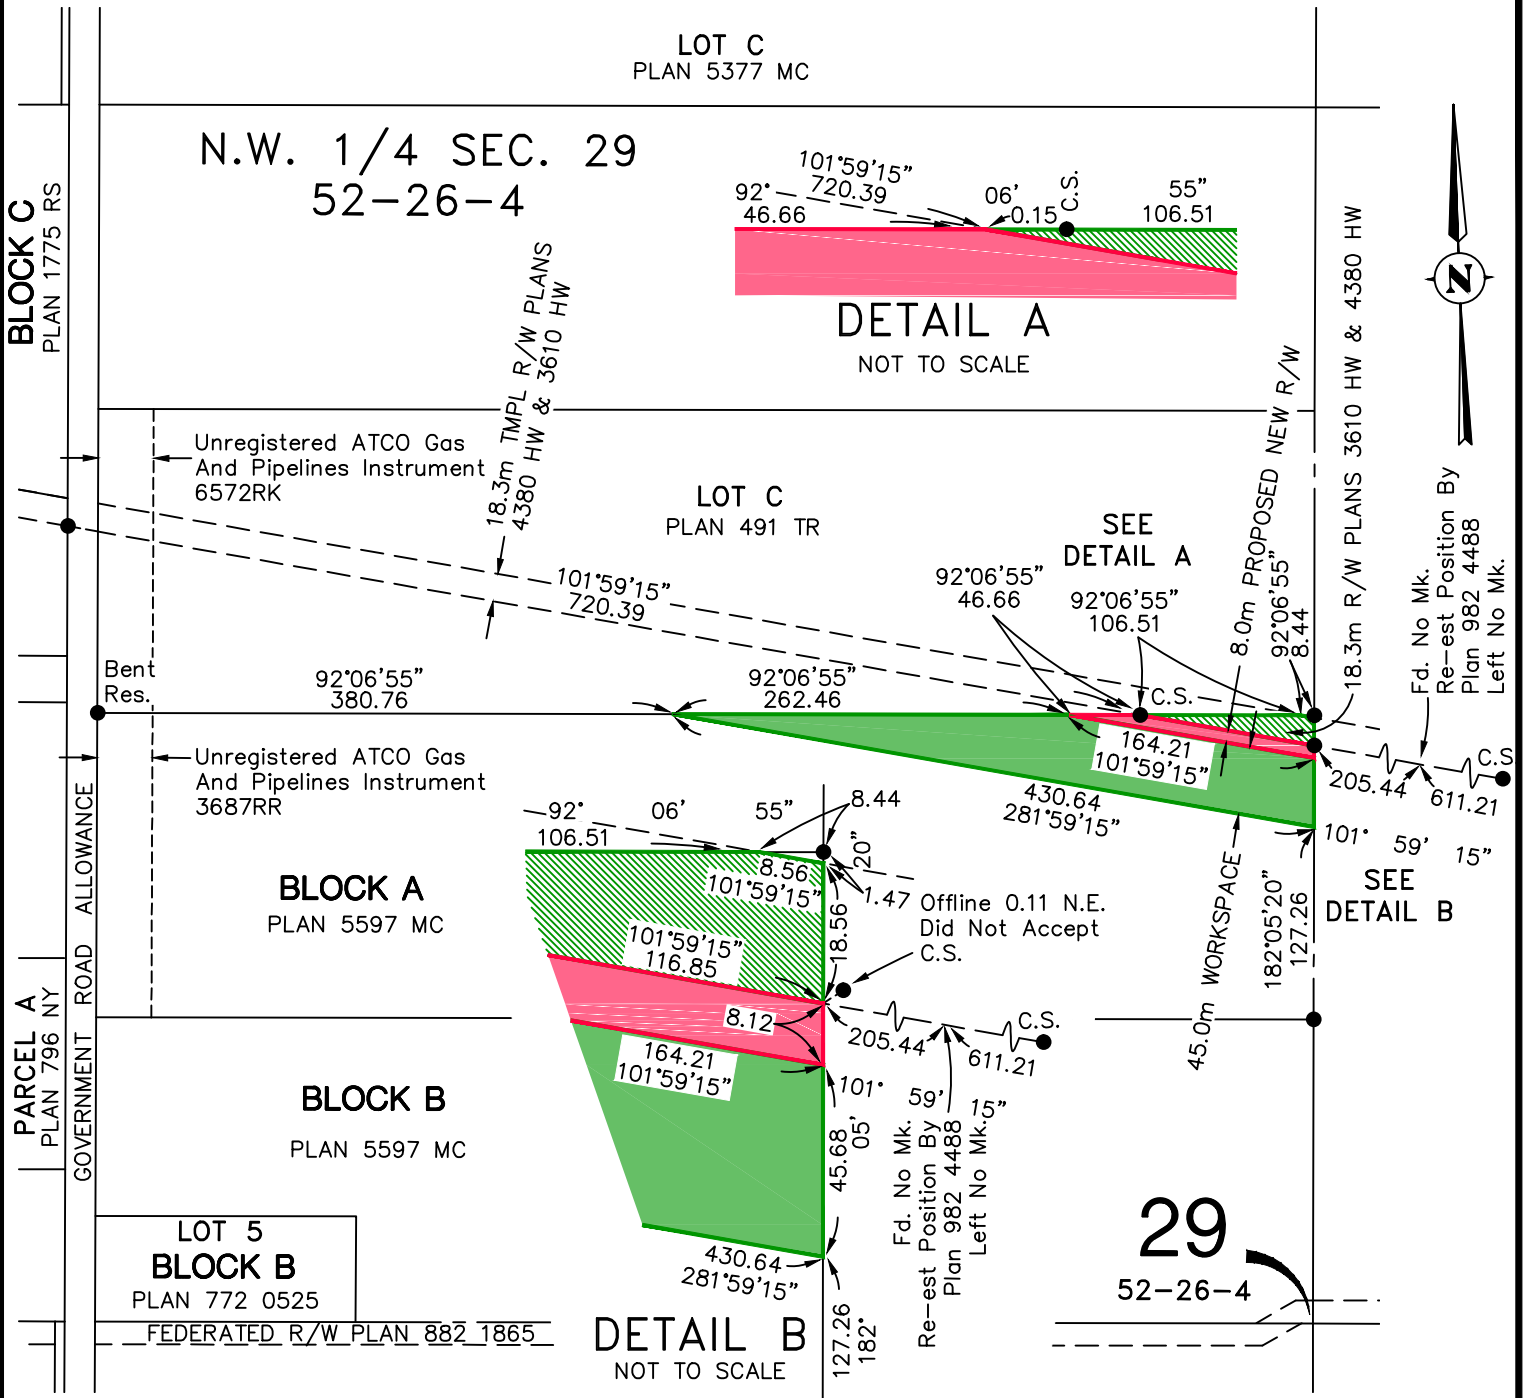 LOT C
PLAN 5377 MC
N.W. 1/4 SEC. 29
52-26-4
BLOCK C
PLAN 1775 RS
101°59'15"
720.39
92°
46.66
06'
0.15
C.S.
55"
106.51
DETAIL A
NOT TO SCALE
18.3m TMPL R/W PLANS
4380 HW & 3610 HW
Unregistered ATCO Gas
And Pipelines Instrument
6572RK
LOT C
PLAN 491 TR
SEE
DETAIL A
101°59'15"
720.39
92°06'55"
46.66
92°06'55"
106.51
8.0m PROPOSED NEW R/W
92°06'55"
8.44
18.3m R/W PLANS 3610 HW & 4380 HW
N
Fd. No Mk.
Re-est Position By
Plan 982 4488
Left No Mk.
Bent
Res.
92°06'55"
380.76
92°06'55"
262.46
C.S.
164.21
101°59'15"
430.64
281°59'15"
205.44
611.21
C.S.
101° 59' 15"
SEE
DETAIL B
Unregistered ATCO Gas
And Pipelines Instrument
3687RR
BLOCK A
PLAN 5597 MC
GOVERNMENT ROAD ALLOWANCE
PARCEL A
PLAN 796 NY
92° 06' 55"
106.51
8.44
20"
8.56
101°59'15"
1.47
18.56
Offline 0.11 N.E.
Did Not Accept
C.S.
101°59'15"
116.85
8.12
164.21
101°59'15"
205.44
611.21
C.S.
101° 59' 15"
45.68
05'
Fd. No Mk.
Re-est Position By
Plan 982 4488
Left No Mk.
430.64
281°59'15"
127.26
182°
DETAIL B
NOT TO SCALE
45.0m WORKSPACE
182°05'20"
127.26
BLOCK B
PLAN 5597 MC
LOT 5
BLOCK B
PLAN 772 0525
FEDERATED R/W PLAN 882 1865
29
52-26-4